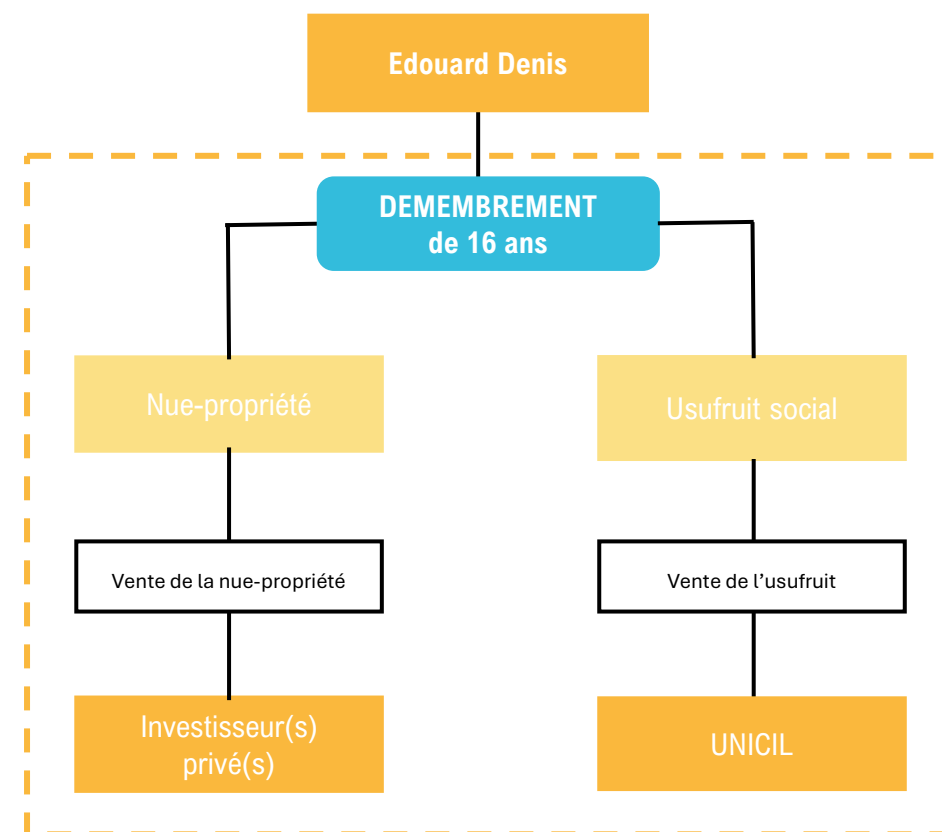 Edouard Denis
DEMEMBREMENT
de 16 ans
Nue-propriété
Usufruit social
Vente de la nue-propriété
Vente de l’usufruit
Investisseur(s)
privé(s)
UNICIL